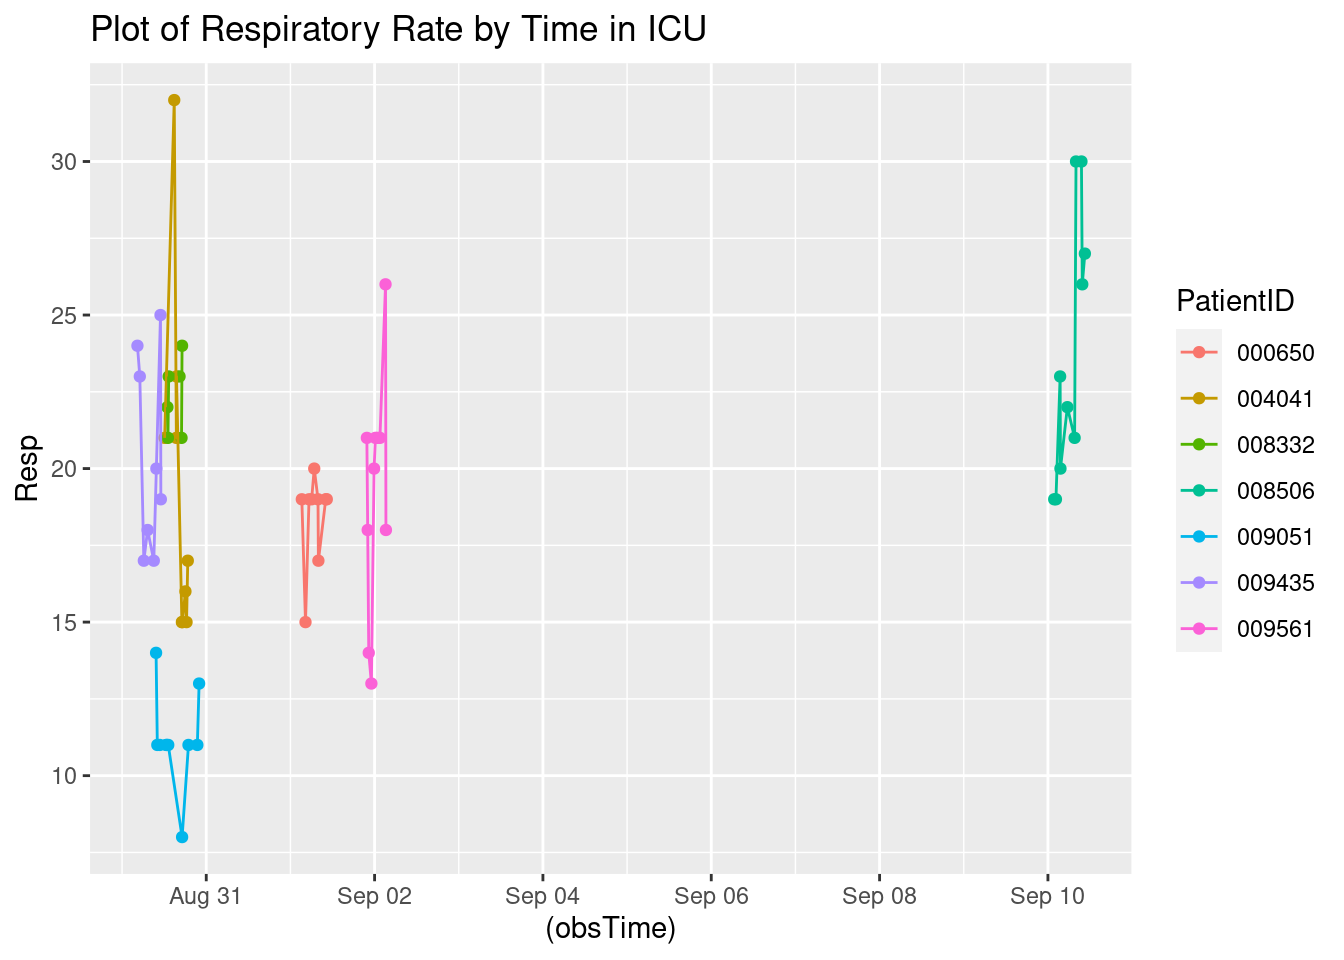 Plot of Respiratory Rate by Time in ICU
30
25
20
15
10
Resp
Aug 31 Sep 02 Sep 04 Sep 06 Sep 08 Sep 10
(obsTime)
PatientID
000650
004041
008332
008506
009051
009435
009561